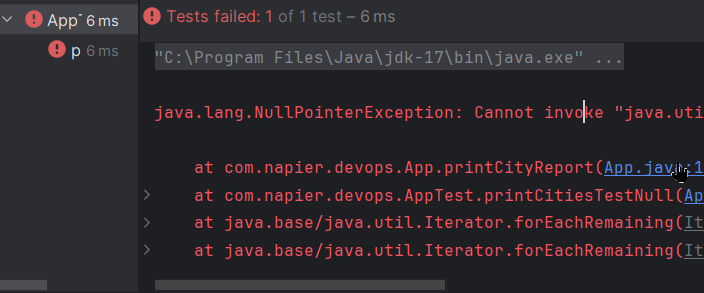 App 6 ms
p 6 ms
Tests failed: 1 of 1 test – 6 ms
"C:\Program Files\Java\jdk-17\bin\java.exe" ...
java.lang.NullPointerException: Cannot invoke "java.uti
at com.napier.devops.App.printCityReport(App.java:1
at com.napier.devops.AppTest.printCitiesTestNull(Ap
at java.base/java.util.Iterator.forEachRemaining(It
at java.base/java.util.Iterator.forEachRemaining(It